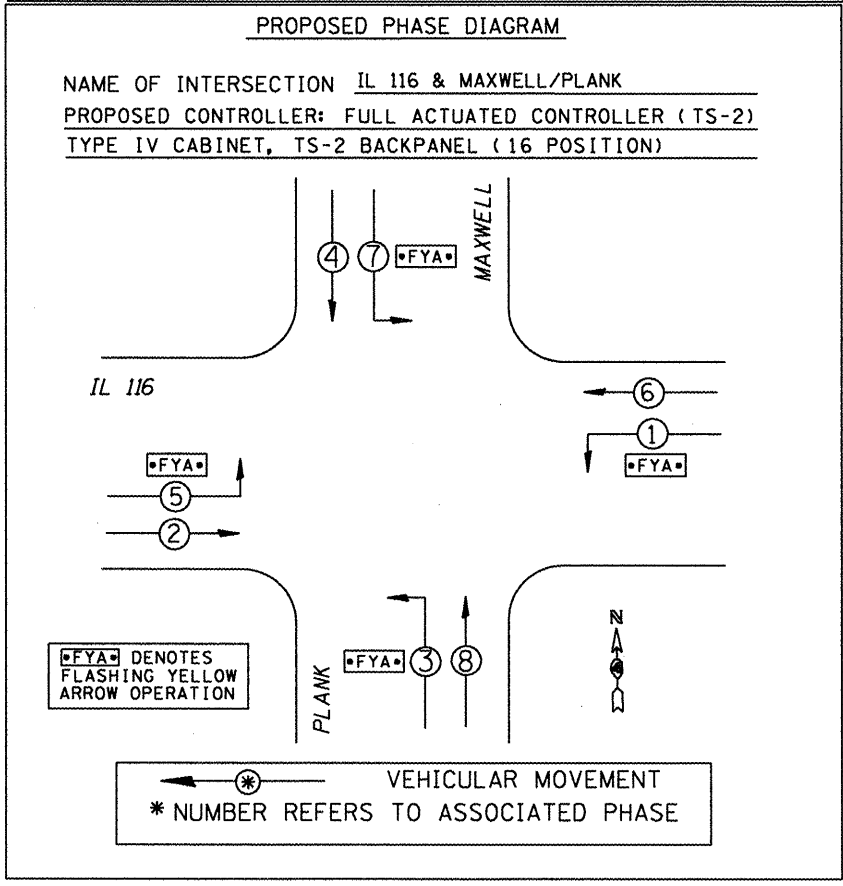 PROPOSED PHASE DIAGRAM
NAME OF INTERSECTION IL 116 & MAXWELL/PLANK
PROPOSED CONTROLLER: FULL ACTUATED CONTROLLER (TS-2)
TYPE IV CABINET, TS-2 BACKPANEL (16 POSITION)
MAXWELL
4 7 •FYA•
IL 116
6
1
•FYA•
•FYA•
5
2
N
•FYA• 3 8
PLANK
•FYA• DENOTES
FLASHING YELLOW
ARROW OPERATION
* VEHICULAR MOVEMENT
* NUMBER REFERS TO ASSOCIATED PHASE